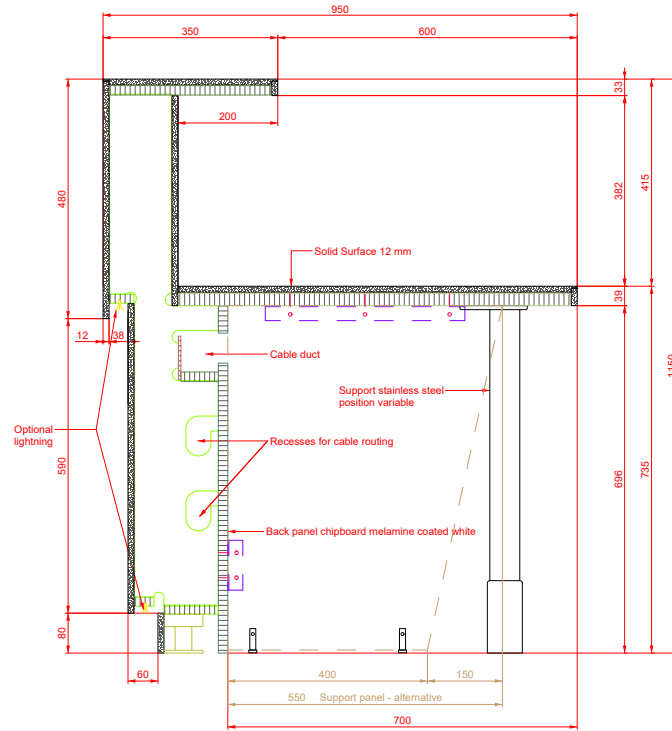 950
350
600
33
200
480
382
415
Solid Surface 12 mm
39
12
38
Cable duct
1150
Support stainless steel
position variable
Optional
lightning
Recesses for cable routing
590
696
735
Back panel chipboard melamine coated white
80
60
400
150
550 Support panel - alternative
700